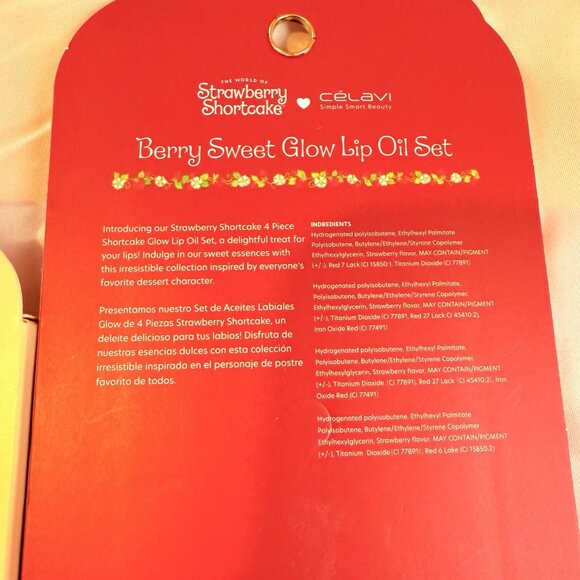 THE WORLD OF
Strawberry
Shortcake
CÉLAVI
Simple Smart Beauty
Berry Sweet Glow Lip Oil Set
Introducing our Strawberry Shortcake 4 Piece
Shortcake Glow Lip Oil Set, a delightful treat for
your lips! Indulge in our sweet essences with
this irresistible collection inspired by everyone's
favorite dessert character.
Presentamos nuestro Set de Aceites Labiales
Glow de 4 Piezas Strawberry Shortcake, un
deleite delicioso para tus labios! Disfruta de
nuestras esencias dulces con esta colección
irresistible inspirada en el personaje de postre
favorito de todos.
INGREDIENTS
Hydrogenated polyisobutene, Ethylhexyl Palmitate
Polyisobutene, Butylene/Ethylene/Styrene Copolymer
Ethylhexylglycerin, Strawberry flavor, MAY CONTAIN/PIGMENT
(+/-), Red 7 Lack (CI 15850:1, Titanium Dioxide (CI 77891)
Hydrogenated polyisobutene, Ethylhexyl Palmitate,
Polyisobutene, Butylene/Ethylene/Styrene Copolymer,
Ethylhexylglycerin, Strawberry flavor, MAY CONTAIN/PIGMENT
(+/-), Titanium Dioxide (CI 77891, Red 27 Lack CI 45410:2),
Iron Oxide Red (CI 77491)
Hydrogenated polyisobutene, Ethylhexyl Palmitate,
Polyisobutene, Butylene/Ethylene/Styrene Copolymer,
Ethylhexylglycerin, Strawberry flavor, MAY CONTAIN/PIGMENT
(+/-), Titanium Dioxide (CI 77891), Red 27 Lack (CI 45410:2), Iron
Oxide Red (CI 77491)
Hydrogenated polyisobutene, Ethylhexyl Palmitate
Polyisobutene, Butylene/Ethylene/Styrene Copolymer
Ethylhexylglycerin, Strawberry flavor, MAY CONTAIN/PIGMENT
(+/-), Titanium Dioxide (CI 77891), Red 6 Lake (CI 15850:2)